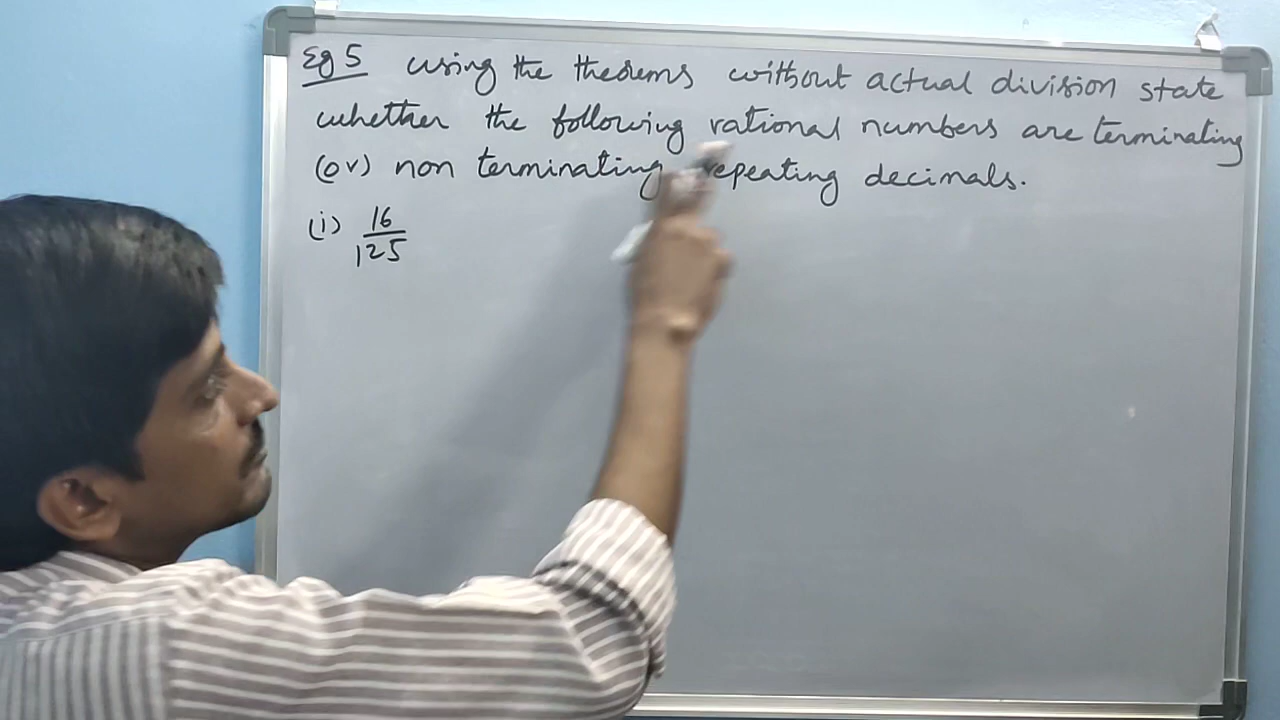 Eg 5 using the theorems without actual division state
whether the following rational numbers are terminating
(or) non terminating repeating decimals.
(i) 16/125